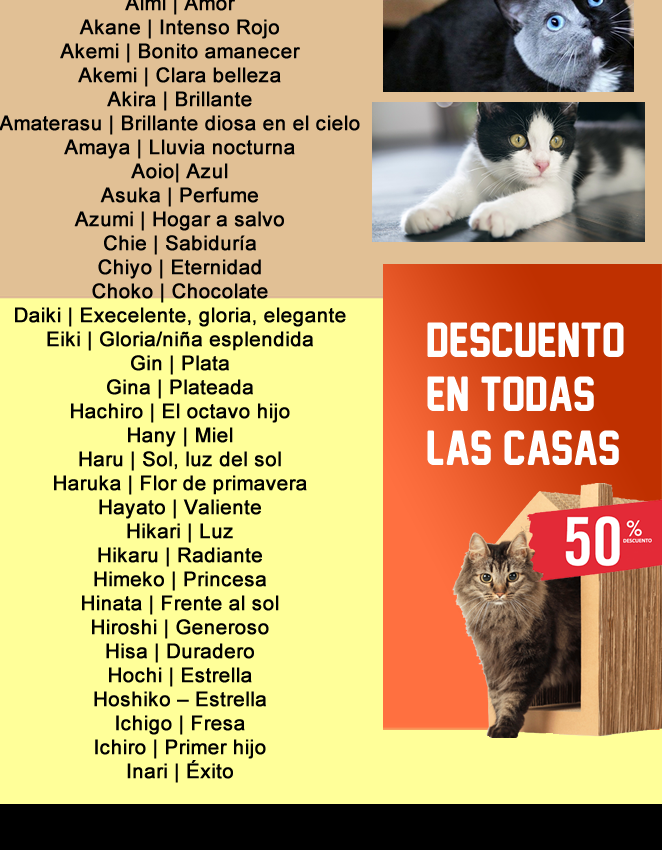 Aimi | Amor
Akane | Intenso Rojo
Akemi | Bonito amanecer
Akemi | Clara belleza
Akira | Brillante
Amaterasu | Brillante diosa en el cielo
Amaya | Lluvia nocturna
Aoio| Azul
Asuka | Perfume
Azumi | Hogar a salvo
Chie | Sabiduría
Chiyo | Eternidad
Choko | Chocolate
Daiki | Execelente, gloria, elegante
Eiki | Gloria/niña esplendida
Gin | Plata
Gina | Plateada
Hachiro | El octavo hijo
Hany | Miel
Haru | Sol, luz del sol
Haruka | Flor de primavera
Hayato | Valiente
Hikari | Luz
Hikaru | Radiante
Himeko | Princesa
Hinata | Frente al sol
Hiroshi | Generoso
Hisa | Duradero
Hochi | Estrella
Hoshiko – Estrella
Ichigo | Fresa
Ichiro | Primer hijo
Inari | Éxito
DESCUENTO
EN TODAS
LAS CASAS
50 %
DESCUENTO